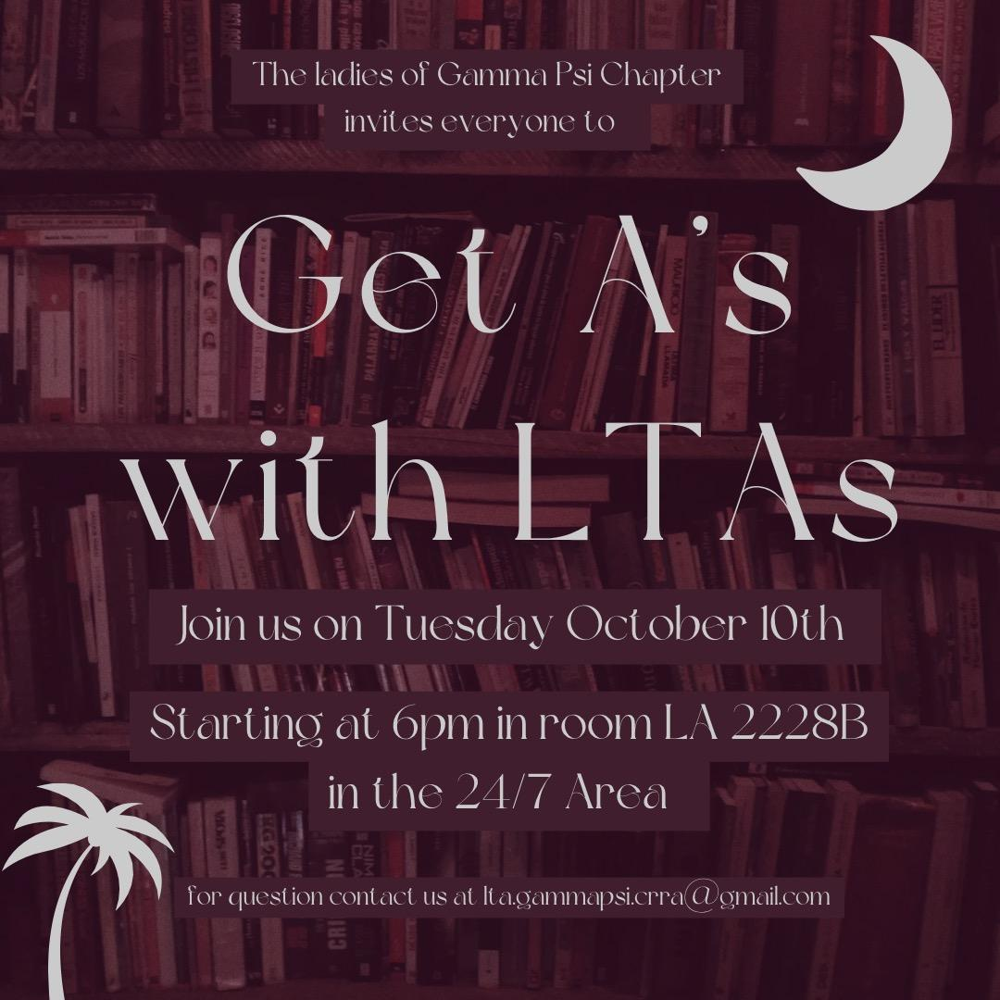 The ladies of Gamma Psi Chapter
invites everyone to
Get A's
with LTAs
Join us on Tuesday October 10th
Starting at 6pm in room LA 2228B
in the 24/7 Area
for question contact us at lta.gammapsi.crra@gmail.com